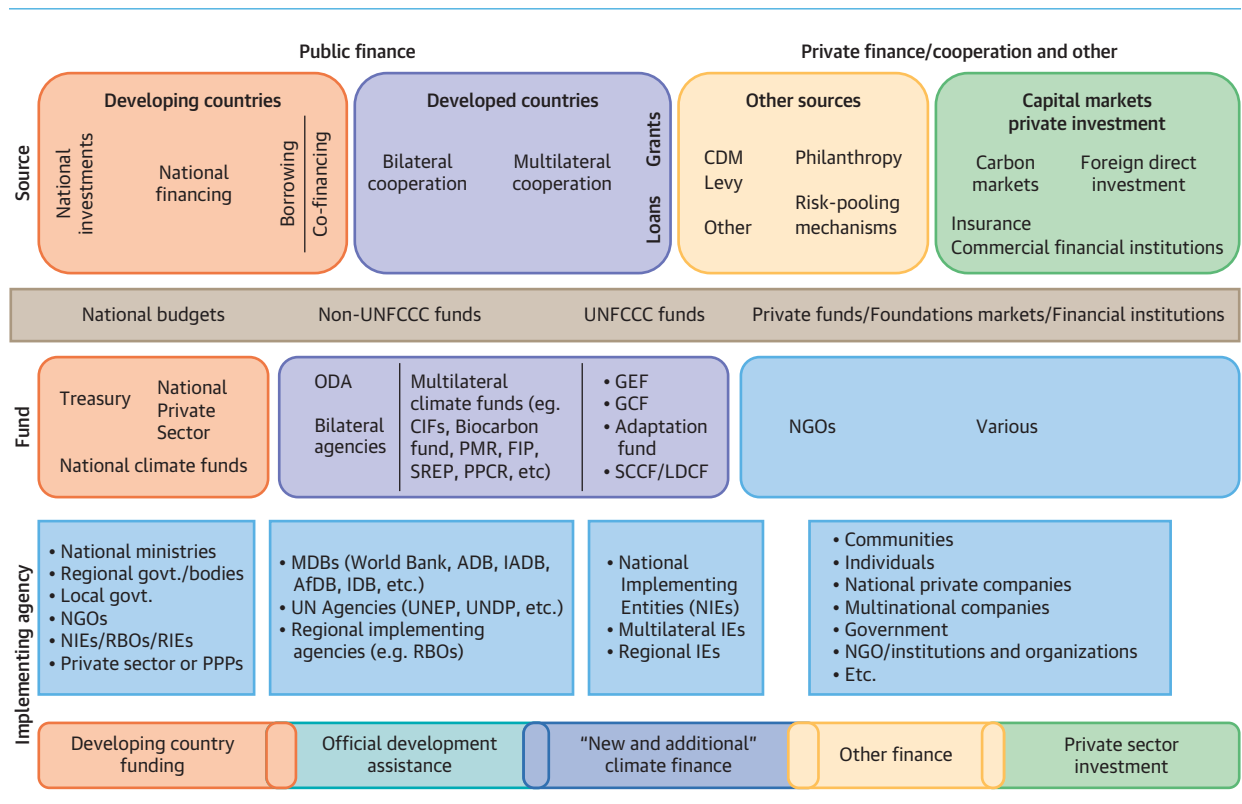 Public finance
Private finance/cooperation and other
Source
Developing countries
National
investments
National
financing
Borrowing
Co-financing
Developed countries
Bilateral
cooperation
Multilateral
cooperation
Loans
Grants
Other sources
CDM
Levy
Other
Philanthropy
Risk-pooling
mechanisms
Capital markets
private investment
Carbon
markets
Foreign direct
investment
Insurance
Commercial financial institutions
National budgets
Non-UNFCCC funds
UNFCCC funds
Private funds/Foundations markets/Financial institutions
Fund
Treasury
National
Private
Sector
National climate funds
ODA
Bilateral
agencies
Multilateral
climate funds (eg.
CIFs, Biocarbon
fund, PMR, FIP,
SREP, PPCR, etc)
• GEF
• GCF
• Adaptation
fund
• SCCF/LDCF
NGOs
Various
Implementing agency
• National ministries
• Regional govt./bodies
• Local govt.
• NGOs
• NIEs/RBOs/RIEs
• Private sector or PPPs
• MDBs (World Bank, ADB, IADB,
AfDB, IDB, etc.)
• UN Agencies (UNEP, UNDP, etc.)
• Regional implementing
agencies (e.g. RBOs)
• National
Implementing
Entities (NIEs)
• Multilateral IEs
• Regional IEs
• Communities
• Individuals
• National private companies
• Multinational companies
• Government
• NGO/institutions and organizations
• Etc.
Developing country
funding
Official development
assistance
“New and additional”
climate finance
Other finance
Private sector
investment